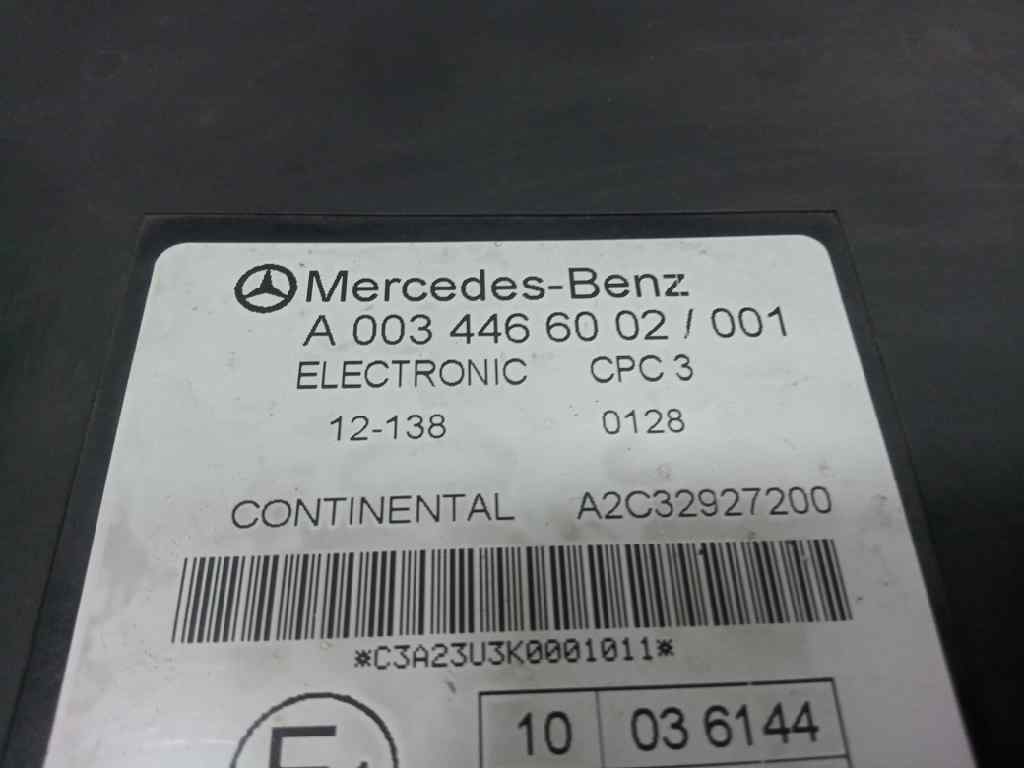 Mercedes-Benz
A 003 446 60 02 / 001
ELECTRONIC CPC 3
12-138 0128
CONTINENTAL A2C32927200
*C3A23U3K0001011*
E1
10 03 6144